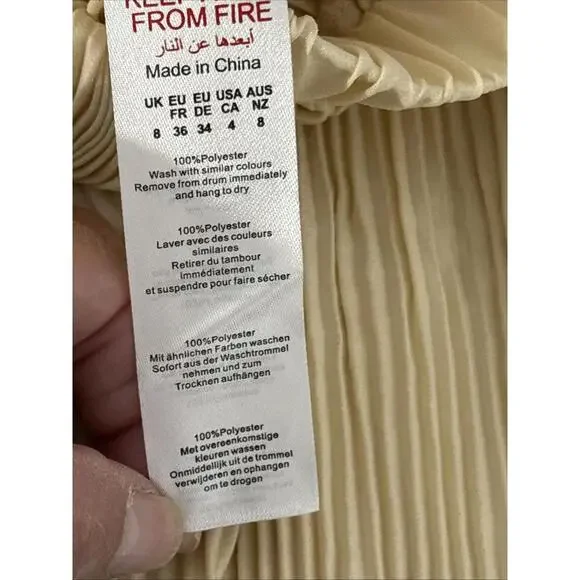 KEEP AWAY
FROM FIRE
أبعدها عن النار
Made in China
UK EU EU USA AUS
FR DE CA NZ
8 36 34 4 8
100%Polyester
Wash with similar colours
Remove from drum immediately
and hang to dry
100%Polyester
Laver avec des couleurs
similaires
Retirer du tambour
immédiatement
et suspendre pour faire sécher
100%Polyester
Mit ähnlichen Farben waschen
Sofort aus der Waschtrommel
nehmen und zum
Trocknen aufhängen
100%Polyester
Met overeenkomstige
kleuren wassen
Onmiddellijk uit de trommel
verwijderen en ophangen
om te drogen